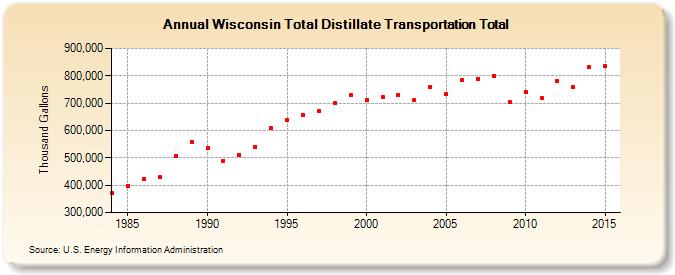 Annual Wisconsin Total Distillate Transportation Total
Thousand Gallons
900,000
800,000
700,000
600,000
500,000
400,000
300,000
1985 1990 1995 2000 2005 2010 2015
Source: U.S. Energy Information Administration